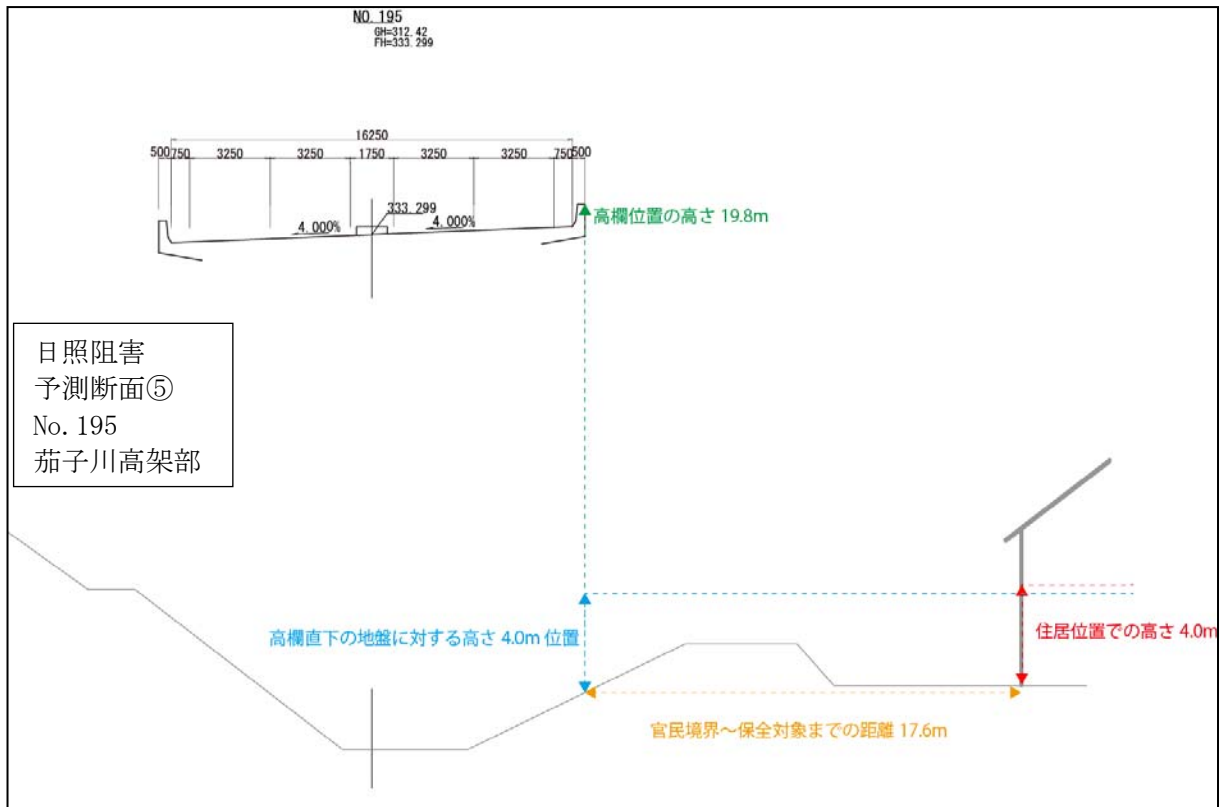 NO. 195
GH=312.42
FH=333.299
16250
500 750 3250 3250 1750 3250 3250 750 500
333.299
4.000% 4.000%
高欄位置の高さ 19.8m
日照阻害
予測断面⑤
No. 195
茄子川高架部
高欄直下の地盤に対する高さ 4.0m 位置
住居位置での高さ 4.0m
官民境界～保全対象までの距離 17.6m